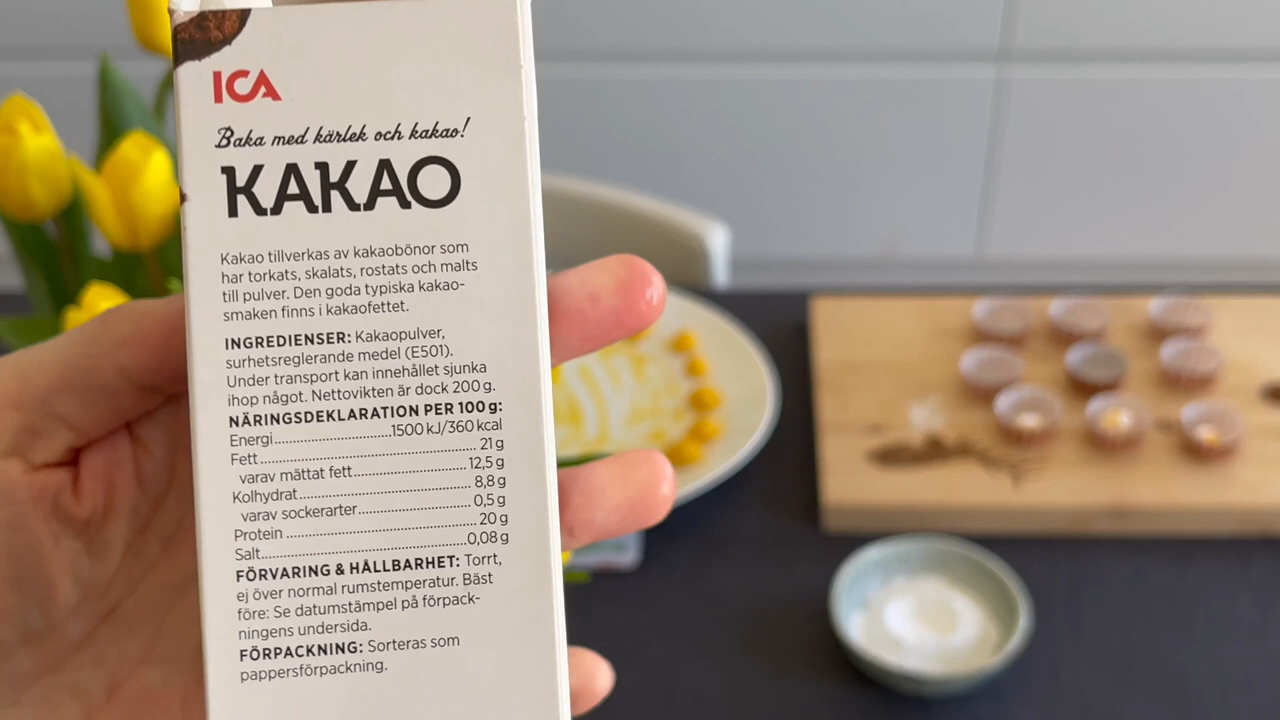 ICA
Baka med kärlek och kakao!
KAKAO
Kakao tillverkas av kakaobönor som
har torkats, skalats, rostats och malts
till pulver. Den goda typiska kakao-
smaken finns i kakaofettet.
INGREDIENSER: Kakaopulver,
surhetsreglerande medel (E501).
Under transport kan innehållet sjunka
ihop något. Nettovikten är dock 200 g.
NÄRINGSDEKLARATION PER 100 g:
Energi..........................1500 kJ/360 kcal
Fett................................................. 21 g
varav mättat fett.......................... 12,5 g
Kolhydrat........................................ 8,8 g
varav sockerarter......................... 0,5 g
Protein ........................................... 20 g
Salt..............................................0,08 g
FÖRVARING & HÅLLBARHET: Torrt,
ej över normal rumstemperatur. Bäst
före: Se datumstämpel på förpack-
ningens undersida.
FÖRPACKNING: Sorteras som
pappersförpackning.